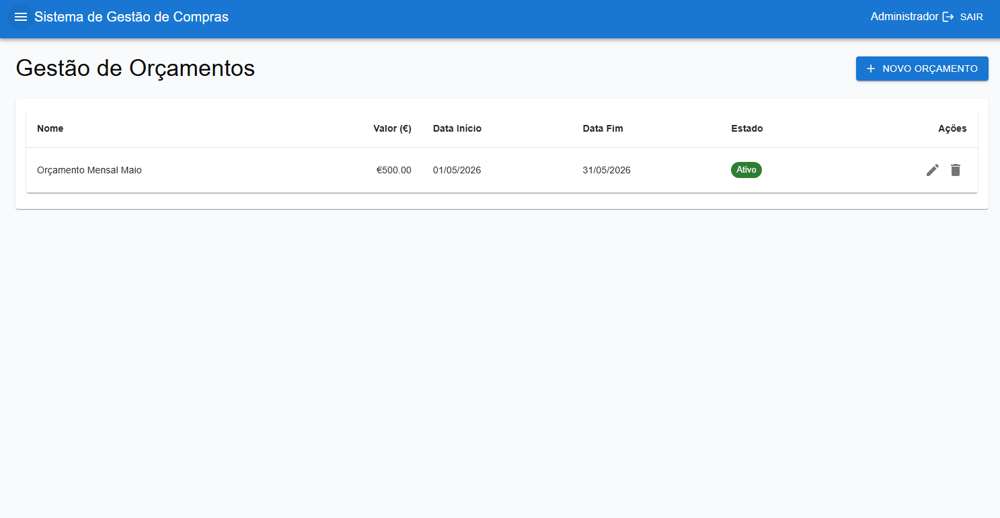 Sistema de Gestão de Compras Administrador SAIR
Gestão de Orçamentos + NOVO ORÇAMENTO
Nome Valor (€) Data Início Data Fim Estado Ações
Orçamento Mensal Maio €500.00 01/05/2026 31/05/2026 Ativo